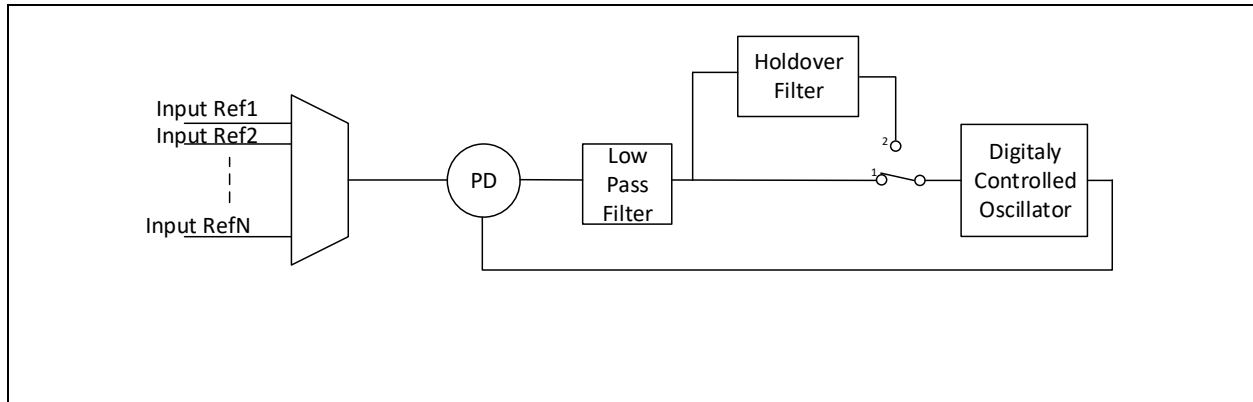 Holdover
Filter
Input Ref1
Input Ref2
2
Low
Pass
Filter
PD
1
Digitaly
Controlled
Oscillator
Input RefN